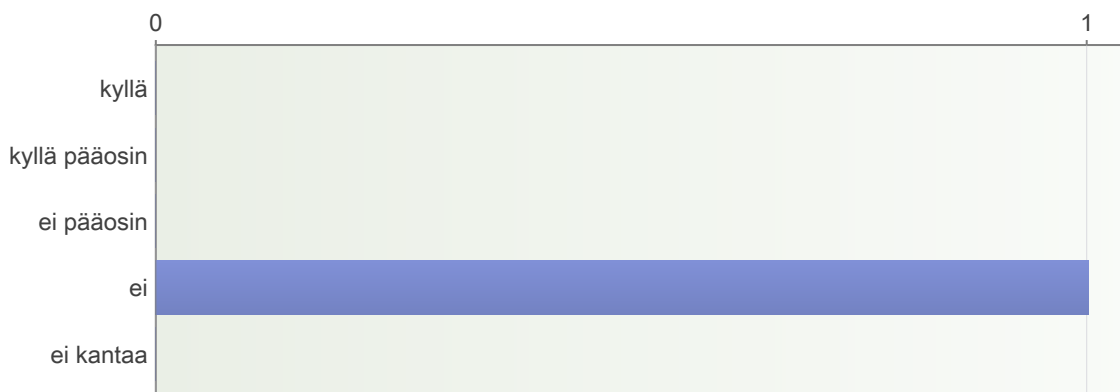 0 1
kyllä
kyllä pääosin
ei pääosin
ei
ei kantaa